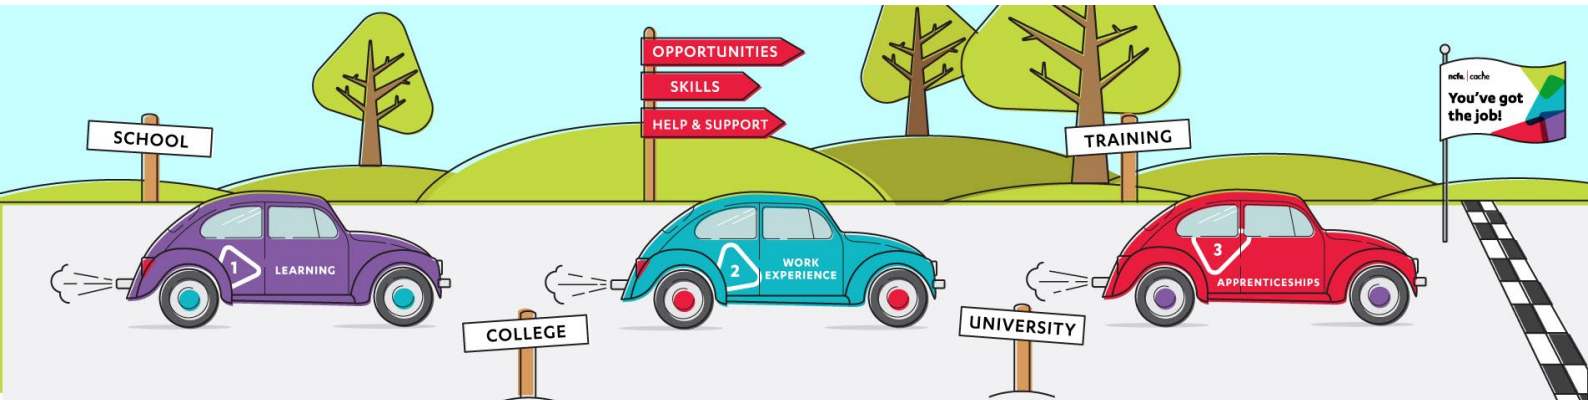 OPPORTUNITIES
SKILLS
HELP & SUPPORT
ncfe. | cache
You've got
the job!
SCHOOL
TRAINING
1 LEARNING
2 WORK
EXPERIENCE
3
APPRENTICESHIPS
COLLEGE
UNIVERSITY